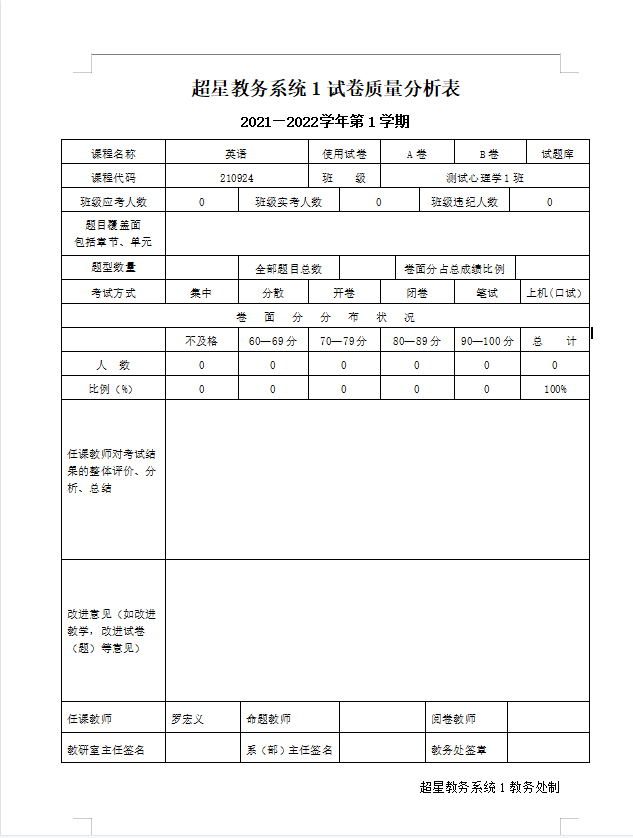 超星教务系统1试卷质量分析表
2021—2022学年第1学期
课程名称 英语 使用试卷 A 卷 B 卷 试题库
课程代码 210924 班 级 测试心理学1班
班级应考人数 0 班级实考人数 0 班级违纪人数 0
题目覆盖面
包括章节、单元
题型数量 全部题目总数 卷面分占总成绩比例
考试方式 集中 分散 开卷 闭卷 笔试 上机（口试）
卷 面 分 分 布 状 况
不及格 60—69分 70—79分 80—89分 90—100分 总 计
人 数 0 0 0 0 0 0
比例（%） 0 0 0 0 0 100%
任课教师对考试结
果的整体评价、分
析、总结
改进意见（如改进
教学，改进试卷
（题）等意见）
任课教师 罗宏义 命题教师 阅卷教师
教研室主任签名 系（部）主任签名 教务处签章
超星教务系统1教务处制